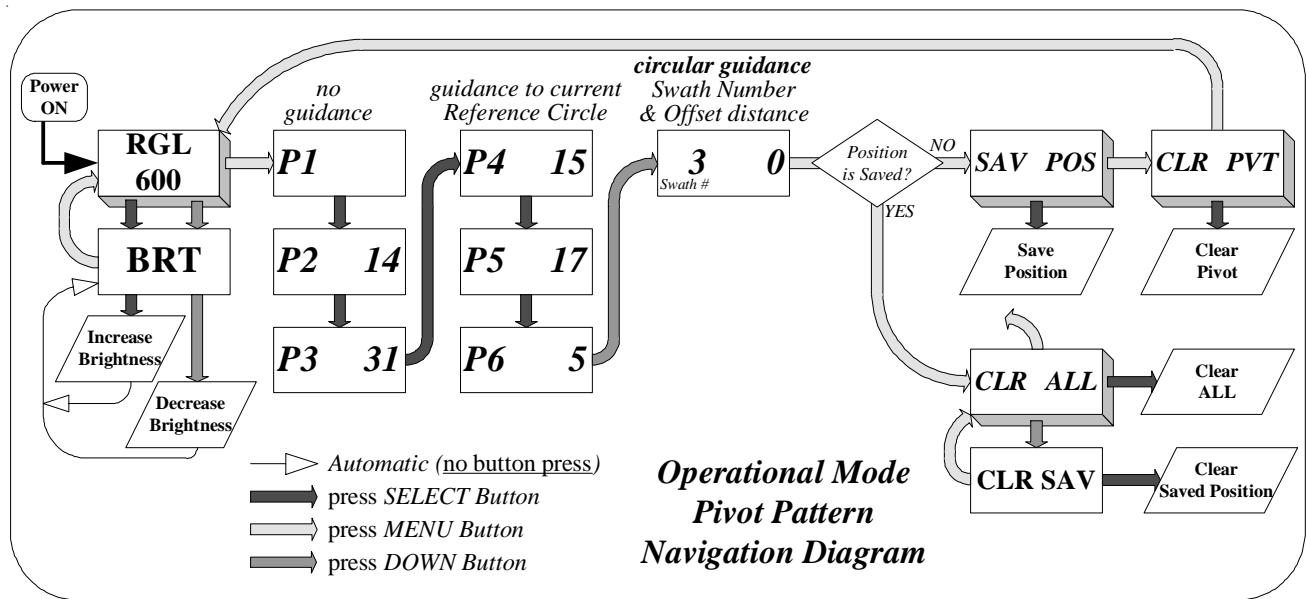 Power
ON
RGL
600
BRT
Increase
Brightness
Decrease
Brightness
no
guidance
P1
P2 14
P3 31
guidance to current
Reference Circle
P4 15
P5 17
P6 5
circular guidance
Swath Number
& Offset distance
3 0
Swath #
Position
is Saved?
NO
YES
SAV POS
CLR PVT
Save
Position
Clear
Pivot
CLR ALL
Clear
ALL
CLR SAV
Clear
Saved Position
Automatic (no button press)
press SELECT Button
press MENU Button
press DOWN Button
Operational Mode
Pivot Pattern
Navigation Diagram